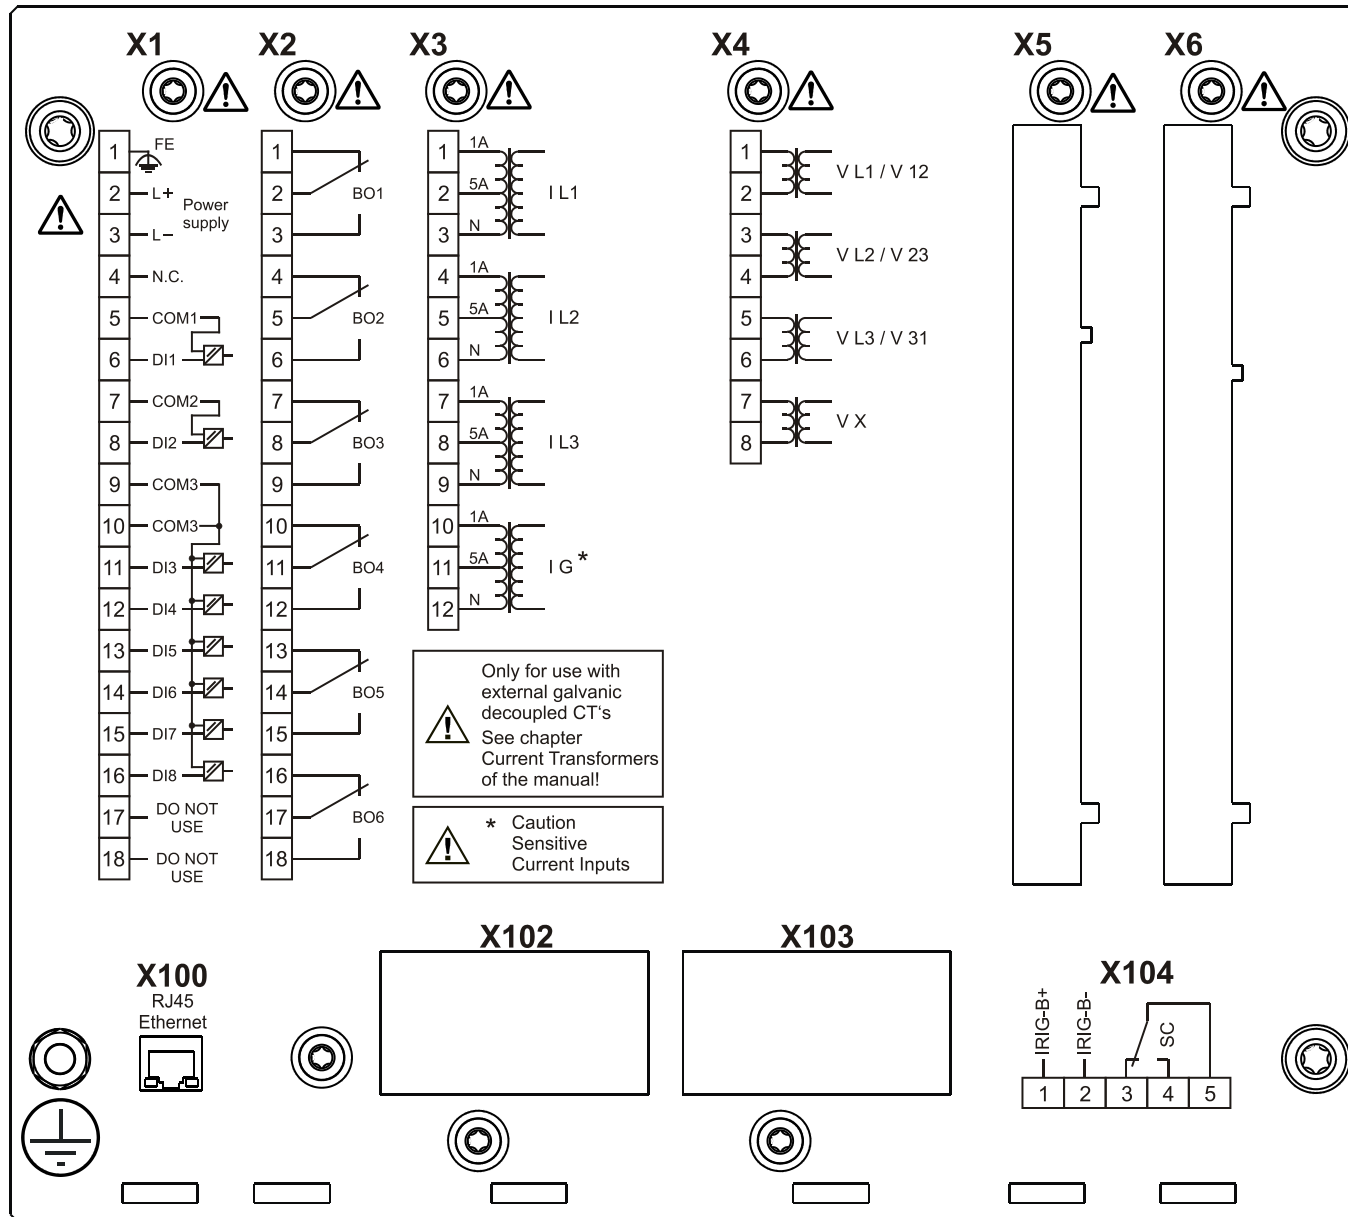 X1 X2 X3 X4 X5 X6
1 FE
2 L+
Power
supply
3 L–
4 N.C.
5 COM1
6 DI1
7 COM2
8 DI2
9 COM3
10 COM3
11 DI3
12 DI4
13 DI5
14 DI6
15 DI7
16 DI8
17 DO NOT
USE
18 DO NOT
USE
1
2 BO1
3
4
5 BO2
6
7
8 BO3
9
10
11 BO4
12
13
14 BO5
15
16
17 BO6
18
1 1A
2 5A I L1
3 N
4 1A
5 5A I L2
6 N
7 1A
8 5A I L3
9 N
10 1A
11 5A I G *
12 N
Only for use with
external galvanic
decoupled CT‘s
See chapter
Current Transformers
of the manual!
* Caution
Sensitive
Current Inputs
1
V L1 / V 12
2
3
V L2 / V 23
4
5
V L3 / V 31
6
7
V X
8
X100
RJ45
Ethernet
X102
X103
X104
IRIG-B+
IRIG-B-
SC
1 2 3 4 5